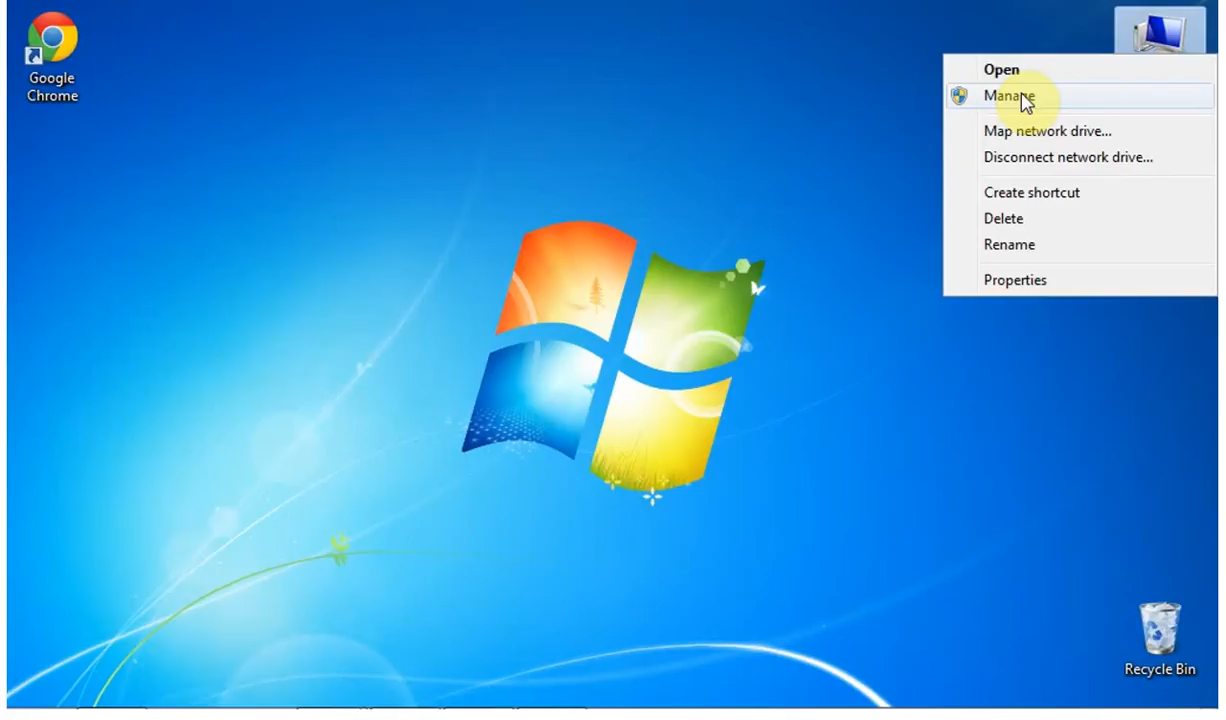 Google
Chrome
Open
Manage
Map network drive...
Disconnect network drive...
Create shortcut
Delete
Rename
Properties
Recycle Bin